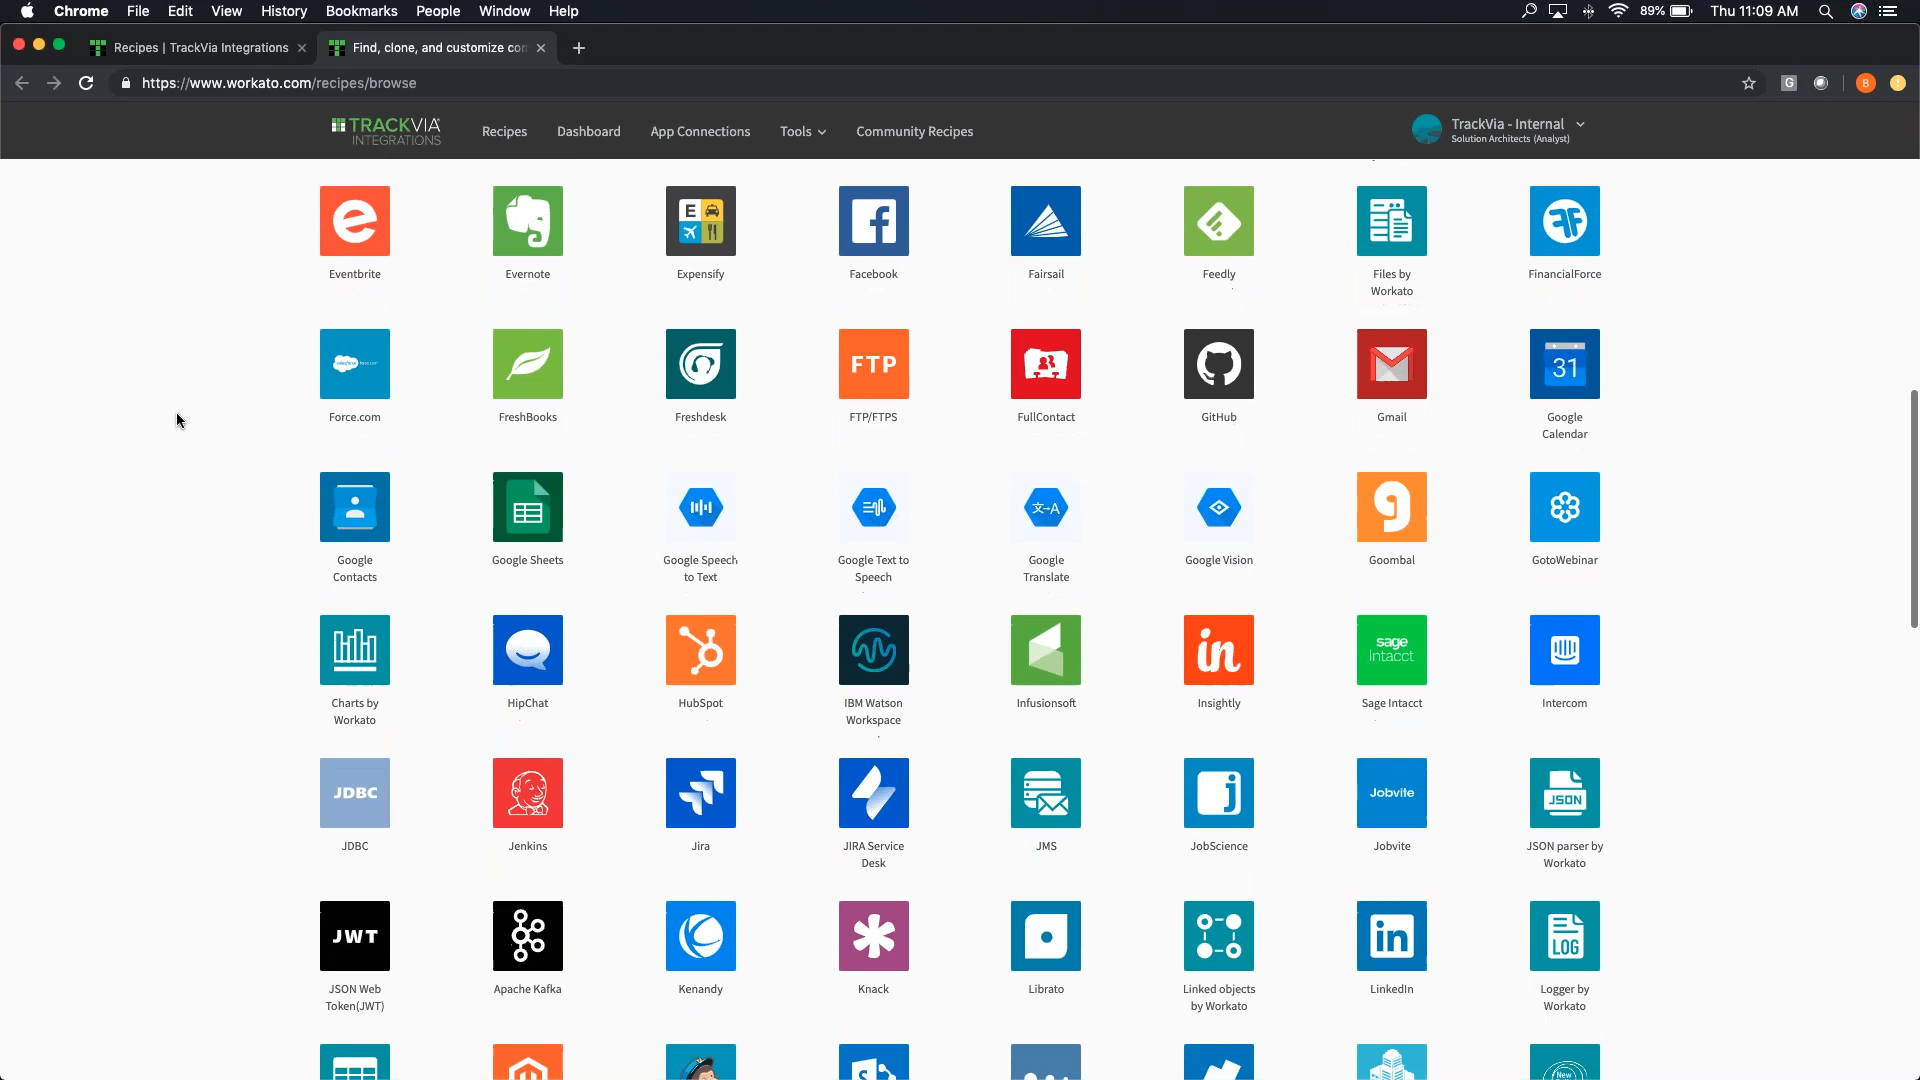 Chrome File Edit View History Bookmarks People Window Help 89% Thu 11:09 AM
Recipes | TrackVia Integrations Find, clone, and customize con
https://www.workato.com/recipes/browse G B
TRACKVIA INTEGRATIONS Recipes Dashboard App Connections Tools Community Recipes TrackVia - Internal
Solution Architects (Analyst)
Eventbrite Evernote Expensify Facebook Fairsail Feedly Files by Workato FinancialForce
FTP 31
Force.com FreshBooks Freshdesk FTP/FTPS FullContact GitHub Gmail Google Calendar
Google Contacts Google Sheets Google Speech to Text Google Text to Speech Google Translate Google Vision Goombal GotoWebinar
in sage Intacct
Charts by Workato HipChat HubSpot IBM Watson Workspace Infusionsoft Insightly Sage Intacct Intercom
JDBC j Jobvite JSON
JDBC Jenkins Jira JIRA Service Desk JMS JobScience Jobvite JSON parser by Workato
JWT in LOG
JSON Web Token(JWT) Apache Kafka Kenandy Knack Librato Linked objects by Workato LinkedIn Logger by Workato
New